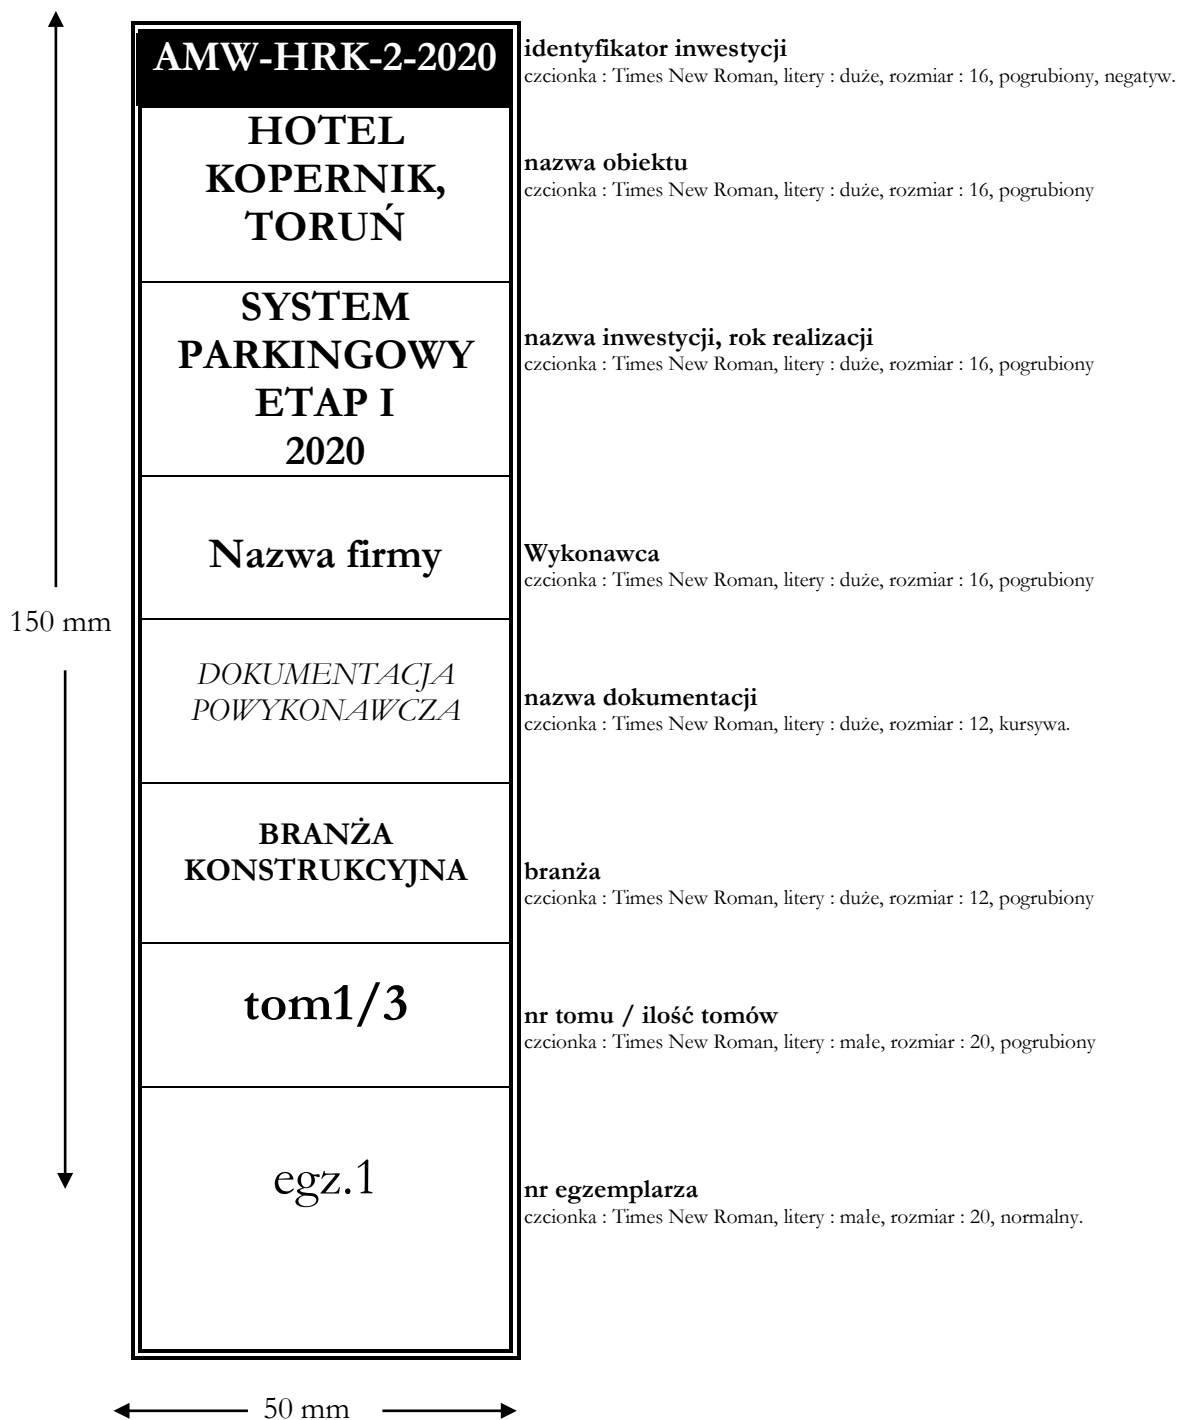 AMW-HRK-2-2020
identyfikator inwestycji
czcionka : Times New Roman, litery : duże, rozmiar : 16, pogrubiony, negatyw.
HOTEL
KOPERNIK,
TORUŃ
nazwa obiektu
czcionka : Times New Roman, litery : duże, rozmiar : 16, pogrubiony
SYSTEM
PARKINGOWY
ETAP I
2020
nazwa inwestycji, rok realizacji
czcionka : Times New Roman, litery : duże, rozmiar : 16, pogrubiony
Nazwa firmy
Wykonawca
czcionka : Times New Roman, litery : duże, rozmiar : 16, pogrubiony
150 mm
DOKUMENTACJA
POWYKONAWCZA
nazwa dokumentacji
czcionka : Times New Roman, litery : duże, rozmiar : 12, kursywa.
BRANŻA
KONSTRUKCYJNA
branża
czcionka : Times New Roman, litery : duże, rozmiar : 12, pogrubiony
tom1/3
nr tomu / ilość tomów
czcionka : Times New Roman, litery : małe, rozmiar : 20, pogrubiony
egz.1
nr egzemplarza
czcionka : Times New Roman, litery : małe, rozmiar : 20, normalny.
50 mm